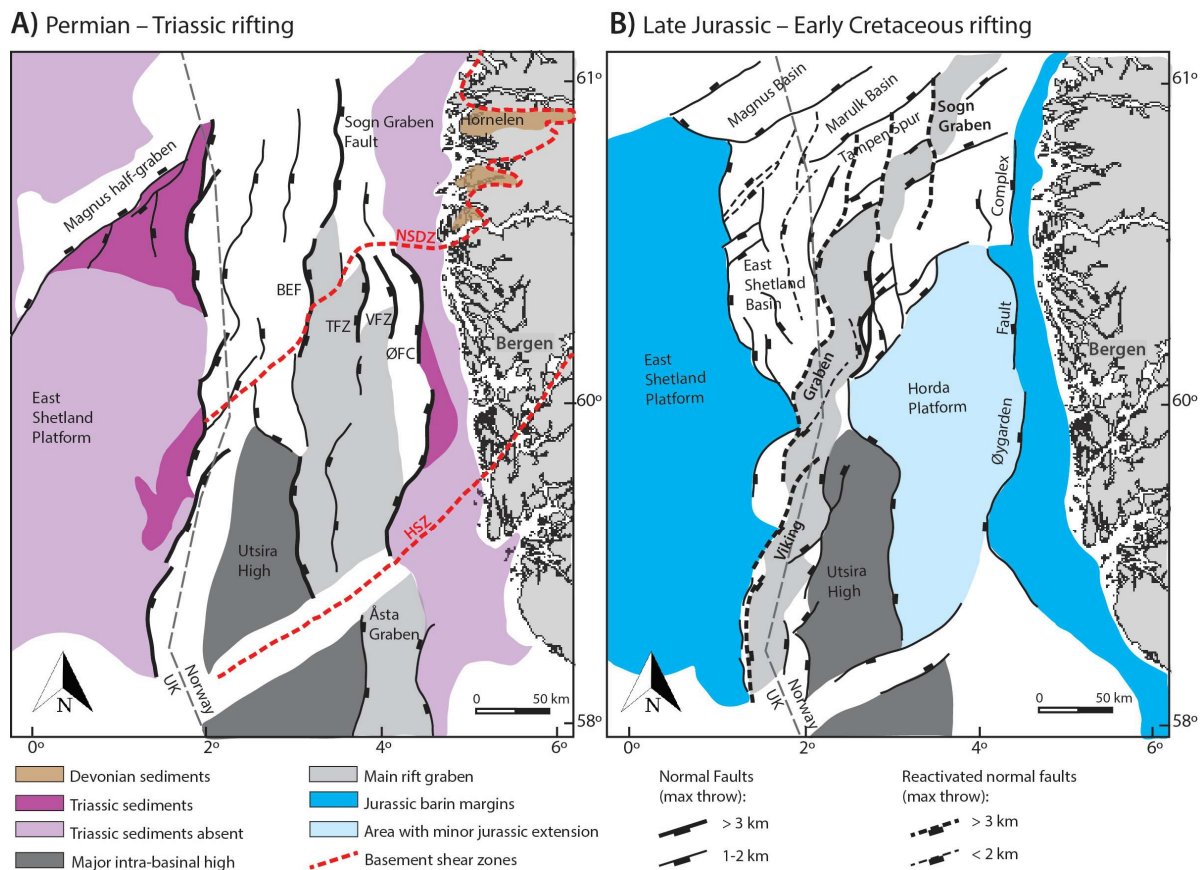 A) Permian – Triassic rifting
Sogn Graben
Fault
Hornelen
Magnus half-graben
NSDZ
BEF
TFZ
VFZ
ØFC
Bergen
East
Shetland
Platform
HSZ
Utsira
High
Åsta
Graben
UK
Norway
N
0 50 km
0° 2° 4° 6°
B) Late Jurassic – Early Cretaceous rifting
61°
Magnus Basin
Marulk Basin
Tampen Spur
Sogn
Graben
Complex
East
Shetland
Basin
Fault
Bergen
East
Shetland
Platform
Graben
Horda
Platform
60°
Øygarden
Viking
Utsira
High
UK
Norway
N
0 50 km
58°
0° 2° 4° 6°
61°
60°
58°
Devonian sediments
Triassic sediments
Triassic sediments absent
Major intra-basinal high
Main rift graben
Jurassic barin margins
Area with minor jurassic extension
Basement shear zones
Normal Faults
(max throw):
> 3 km
1-2 km
Reactivated normal faults
(max throw):
> 3 km
< 2 km